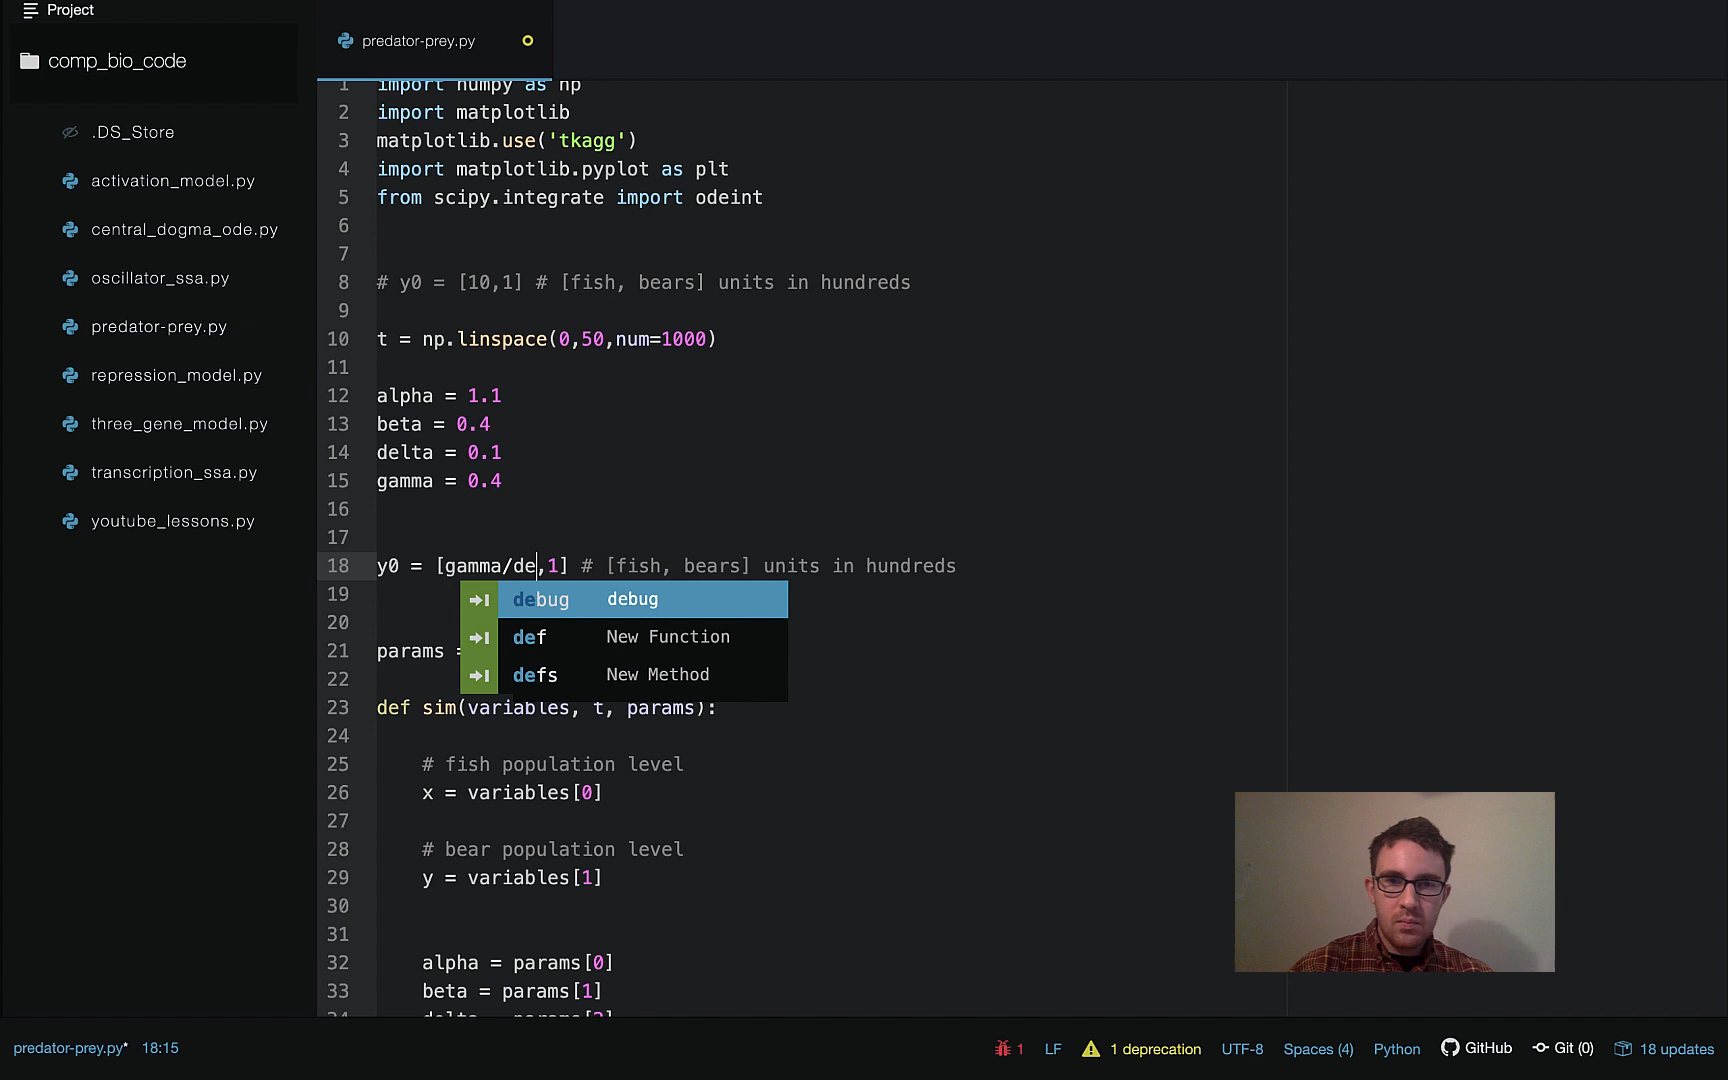 Project
comp_bio_code
.DS_Store
activation_model.py
central_dogma_ode.py
oscillator_ssa.py
predator-prey.py
repression_model.py
three_gene_model.py
transcription_ssa.py
youtube_lessons.py
predator-prey.py
1 import numpy as np
2 import matplotlib
3 matplotlib.use('tkagg')
4 import matplotlib.pyplot as plt
5 from scipy.integrate import odeint
6
7
8 # y0 = [10,1] # [fish, bears] units in hundreds
9
10 t = np.linspace(0,50,num=1000)
11
12 alpha = 1.1
13 beta = 0.4
14 delta = 0.1
15 gamma = 0.4
16
17
18 y0 = [gamma/de,1] # [fish, bears] units in hundreds
19
debug debug
20
def New Function
21 params =
defs New Method
22
23 def sim(variables, t, params):
24
25 # fish population level
26 x = variables[0]
27
28 # bear population level
29 y = variables[1]
30
31
32 alpha = params[0]
33 beta = params[1]
34 delta = params[2]
predator-prey.py* 18:15
1 LF 1 deprecation UTF-8 Spaces (4) Python GitHub Git (0) 18 updates